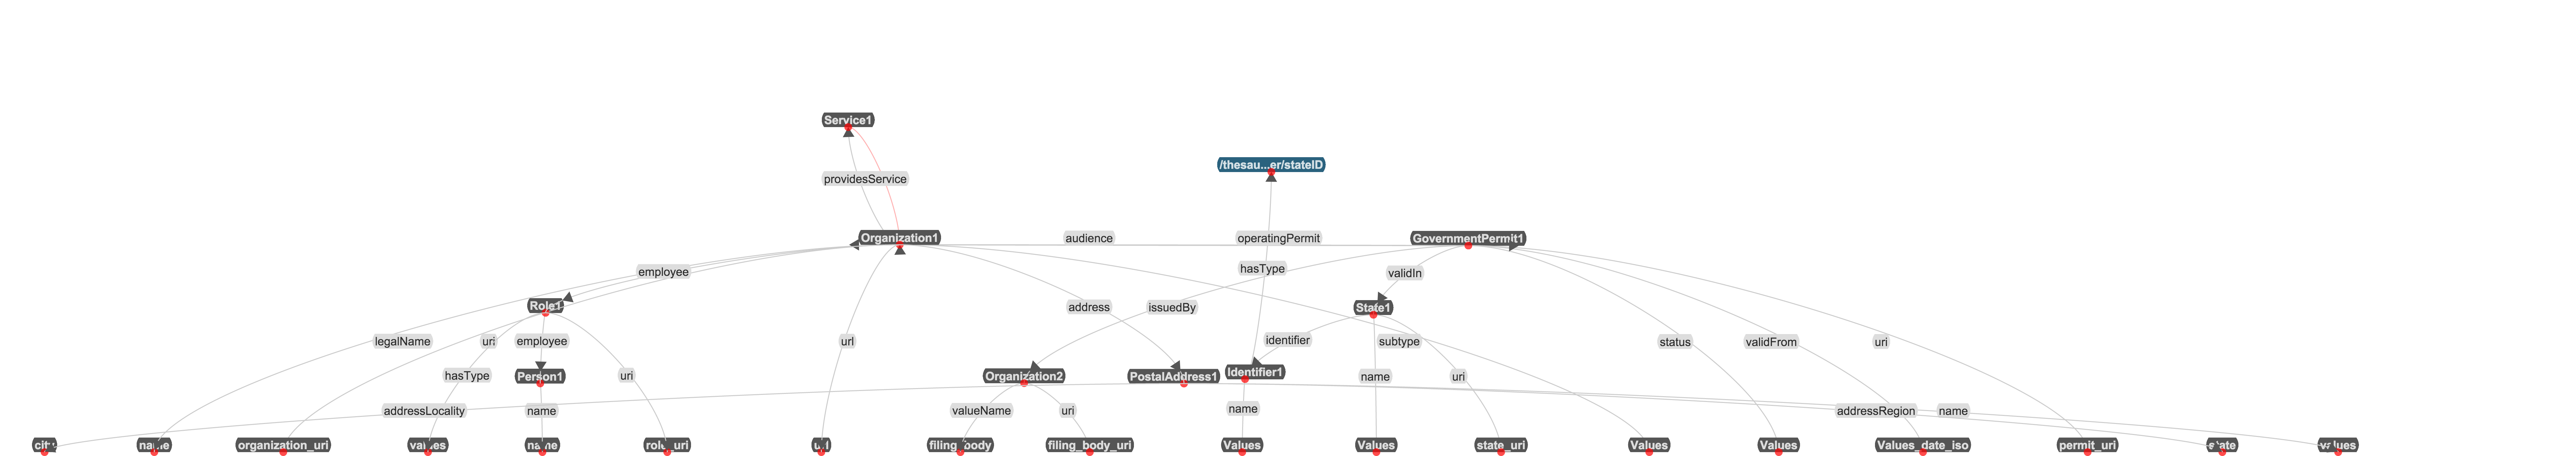 Service1
/thesau...er/stateID
providesService
Organization1
audience
operatingPermit
GovernmentPermit1
employee
hasType
validIn
Role1
address
issuedBy
State1
legalName
uri
employee
url
identifier
subtype
status
validFrom
uri
hasType
Person1
uri
Organization2
PostalAddress1
Identifier1
name
uri
addressLocality
name
valueName
uri
name
addressRegion
name
city
name
organization_uri
values
name
role_uri
url
filing_body
filing_body_uri
Values
Values
state_uri
Values
Values
Values_date_iso
permit_uri
state
values